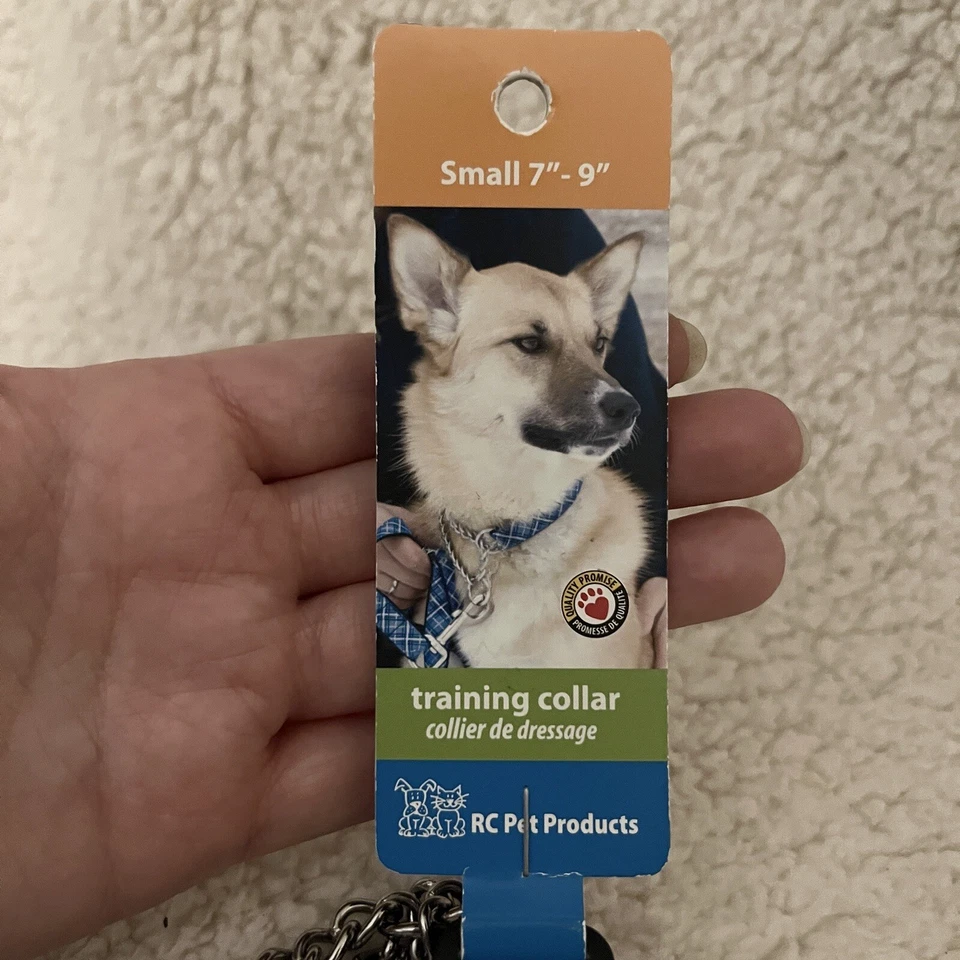 Small 7”- 9”
QUALITY PROMISE
PROMESSE DE QUALITÉ
training collar
collier de dressage
RC Pet Products